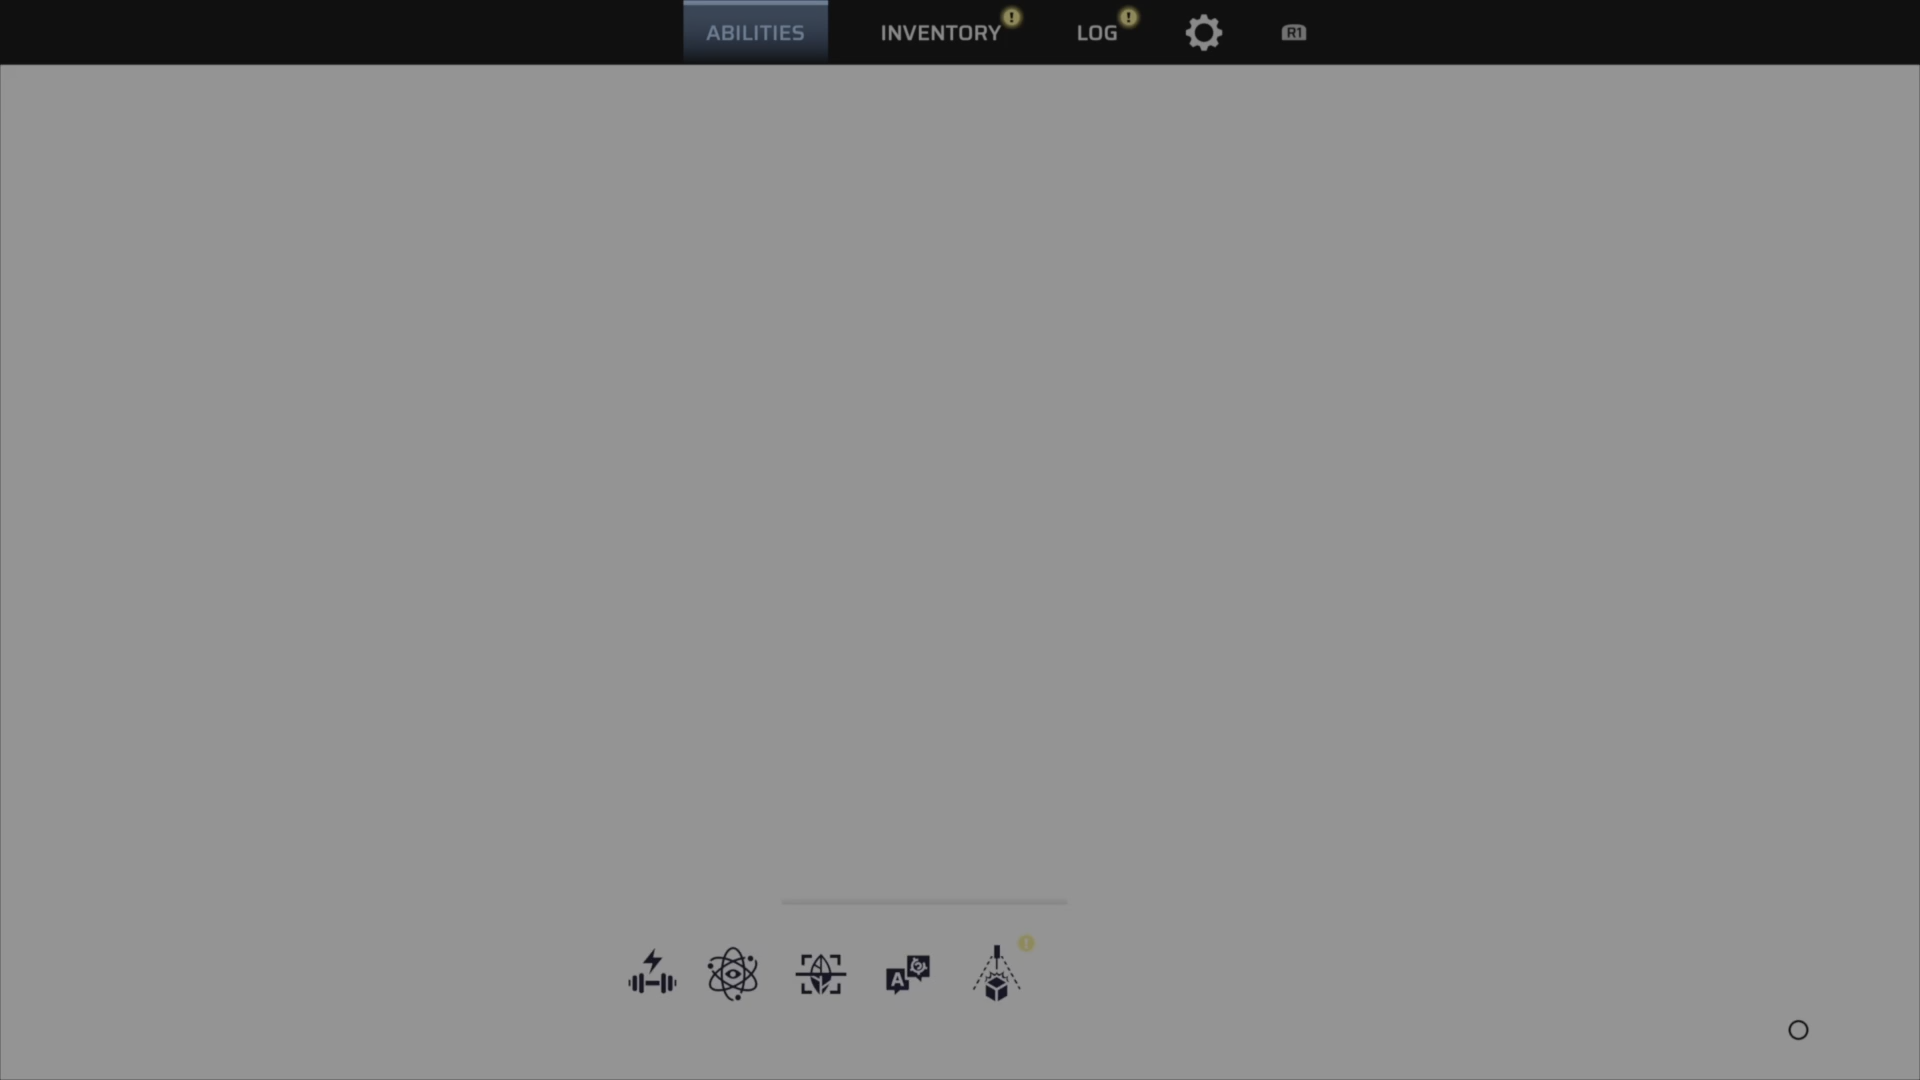 ABILITIES
INVENTORY !
LOG !
R1
A
!